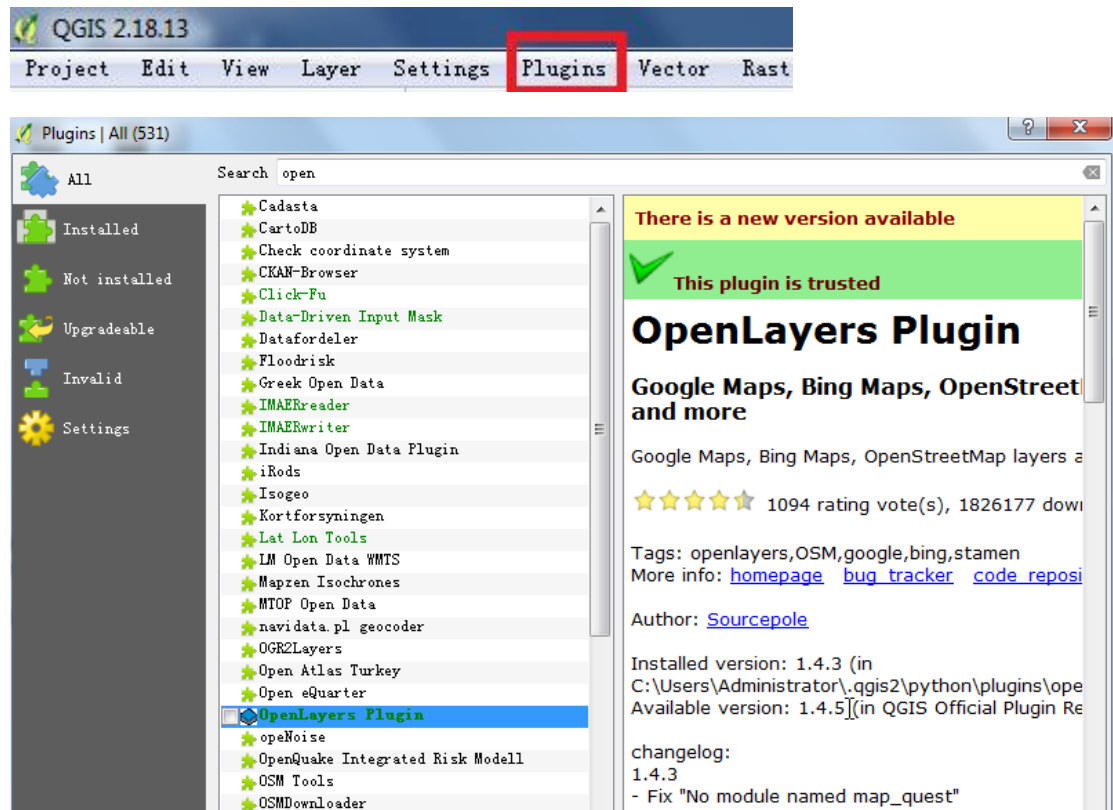 QGIS 2.18.13
Project Edit View Layer Settings Plugins Vector Rast
Plugins | All (531)
All
Installed
Not installed
Upgradeable
Invalid
Settings
Search open
Cadasta
CartoDB
Check coordinate system
CKAN-Browser
Click-Fu
Data-Driven Input Mask
Datafordeler
Floodrisk
Greek Open Data
IMAERreader
IMAERwriter
Indiana Open Data Plugin
iRods
Isogeo
Kortforsyningen
Lat Lon Tools
LM Open Data WMTS
Mapzen Isochrones
MTOP Open Data
navidata.pl geocoder
OGR2Layers
Open Atlas Turkey
Open eQuarter
OpenLayers Plugin
opeNoise
OpenQuake Integrated Risk Modell
OSM Tools
OSMDownloader
There is a new version available
This plugin is trusted
OpenLayers Plugin
Google Maps, Bing Maps, OpenStreet
and more
Google Maps, Bing Maps, OpenStreetMap layers a
1094 rating vote(s), 1826177 dow
Tags: openlayers,OSM,google,bing,stamen
More info: homepage bug tracker code reposi
Author: Sourcepole
Installed version: 1.4.3 (in
C:\Users\Administrator\.qgis2\python\plugins\ope
Available version: 1.4.5 (in QGIS Official Plugin Re
changelog:
1.4.3
- Fix "No module named map_quest"